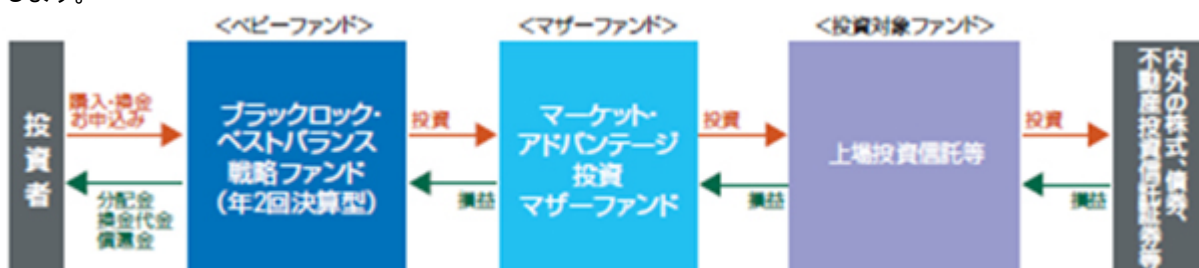 します。
<ベビーファンド>
<マザーファンド>
<投資対象ファンド>
投資者
購入・換金
お申込み
分配金
換金代金
償還金
ブラックロック・
ベストバランス
戦略ファンド
(年2回決算型)
投資
損益
マーケット・
アドバンテージ
投資
マザーファンド
投資
損益
上場投資信託等
投資
損益
内外の株式、債券、
不動産投資信託証券等